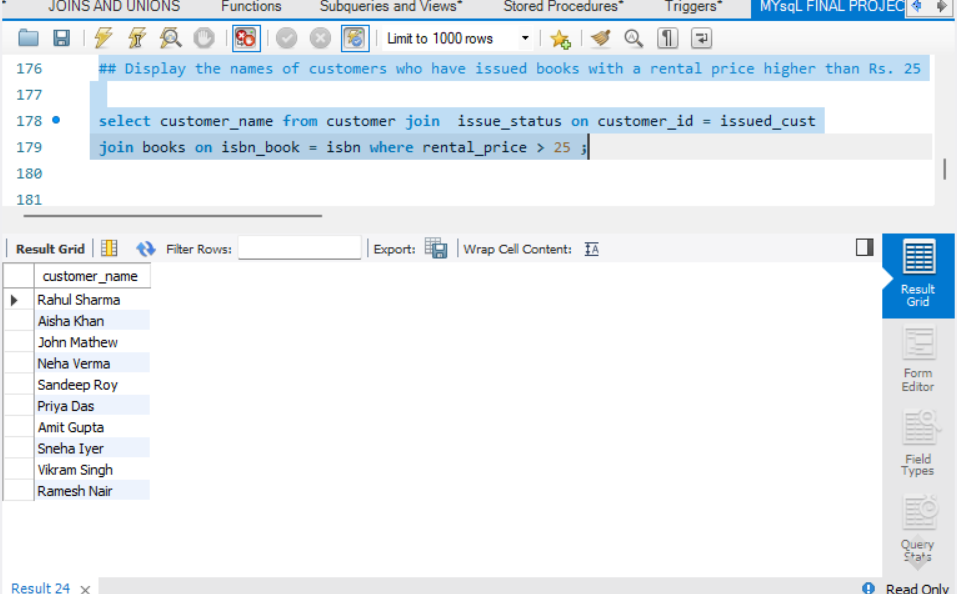 JOINS AND UNIONS Functions Subqueries and Views* Stored Procedures* Triggers* MYsqL FINAL PROJEC
Limit to 1000 rows
176 ## Display the names of customers who have issued books with a rental price higher than Rs. 25
177
178 select customer_name from customer join  issue_status on customer_id = issued_cust
179 join books on isbn_book = isbn where rental_price > 25 ;
180
181
Result Grid Filter Rows: Export: Wrap Cell Content:
customer_name
Rahul Sharma
Aisha Khan
John Mathew
Neha Verma
Sandeep Roy
Priya Das
Amit Gupta
Sneha Iyer
Vikram Singh
Ramesh Nair
Result
Grid
Form
Editor
Field
Types
Query
Stats
Result 24 Read Only